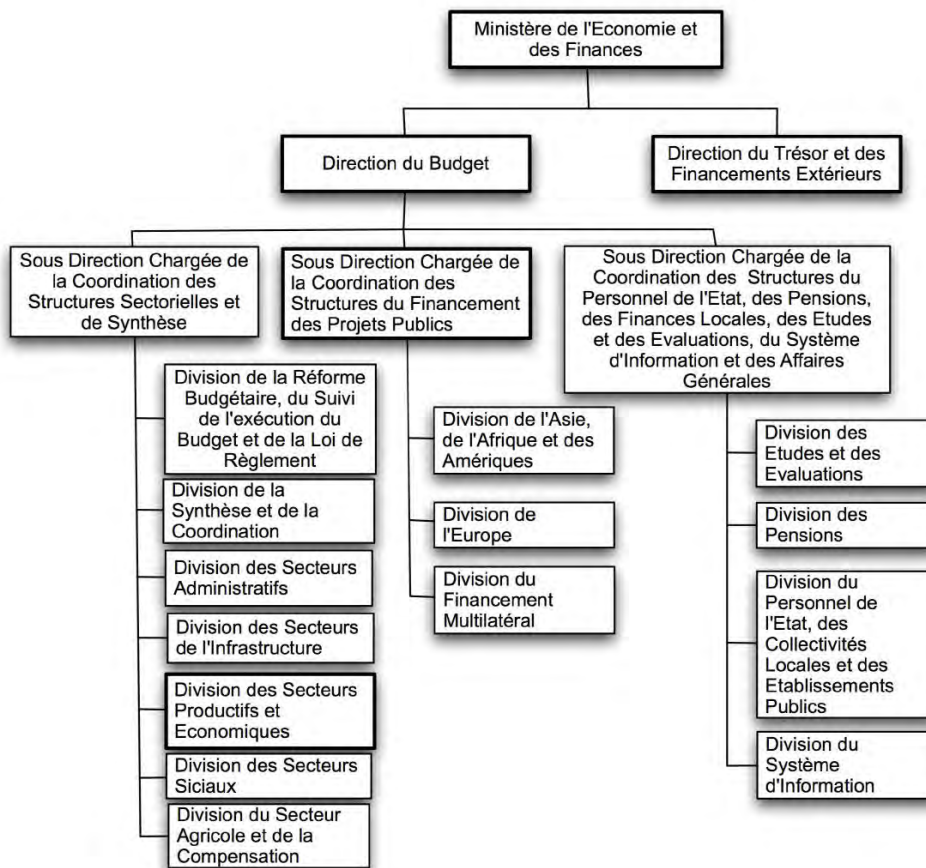 Ministère de l'Economie et
des Finances
Direction du Budget
Direction du Trésor et des
Financements Extérieurs
Sous Direction Chargée de
la Coordination des
Structures Sectorielles et
de Synthèse
Sous Direction Chargée de
la Coordination des
Structures du Financement
des Projets Publics
Sous Direction Chargée de la
Coordination des Structures du
Personnel de l'Etat, des Pensions,
des Finances Locales, des Etudes
et des Evaluations, du Système
d'Information et des Affaires
Générales
Division de la Réforme
Budgétaire, du Suivi
de l'exécution du
Budget et de la Loi de
Règlement
Division de la
Synthèse et de la
Coordination
Division des Secteurs
Administratifs
Division des Secteurs
de l'Infrastructure
Division des Secteurs
Productifs et
Economiques
Division des Secteurs
Siciaux
Division du Secteur
Agricole et de la
Compensation
Division de l'Asie,
de l'Afrique et des
Amériques
Division de
l'Europe
Division du
Financement
Multilatéral
Division des
Etudes et des
Evaluations
Division des
Pensions
Division du
Personnel de
l'Etat, des
Collectivités
Locales et des
Etablissements
Publics
Division du
Système
d'Information